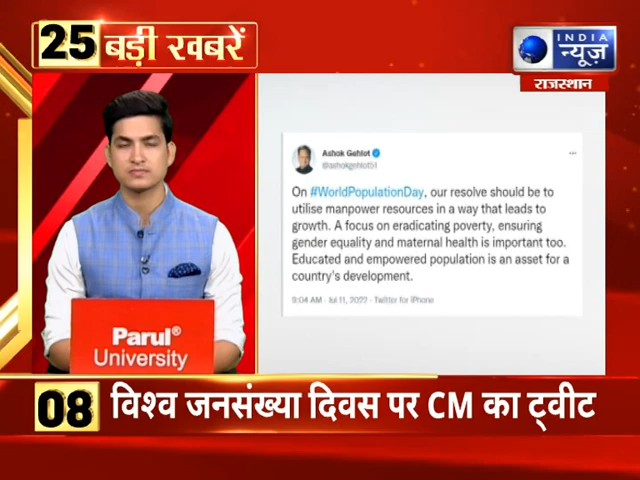 25 बड़ी खबरें
INDIA
न्यूज़
राजस्थान
Ashok Gehlot
@ashokgehlot51
On #WorldPopulationDay, our resolve should be to
utilise manpower resources in a way that leads to
growth. A focus on eradicating poverty, ensuring
gender equality and maternal health is important too.
Educated and empowered population is an asset for a
country's development.
9:04 AM · Jul 11, 2022 · Twitter for iPhone
Parul®
University
08 विश्व जनसंख्या दिवस पर CM का ट्वीट